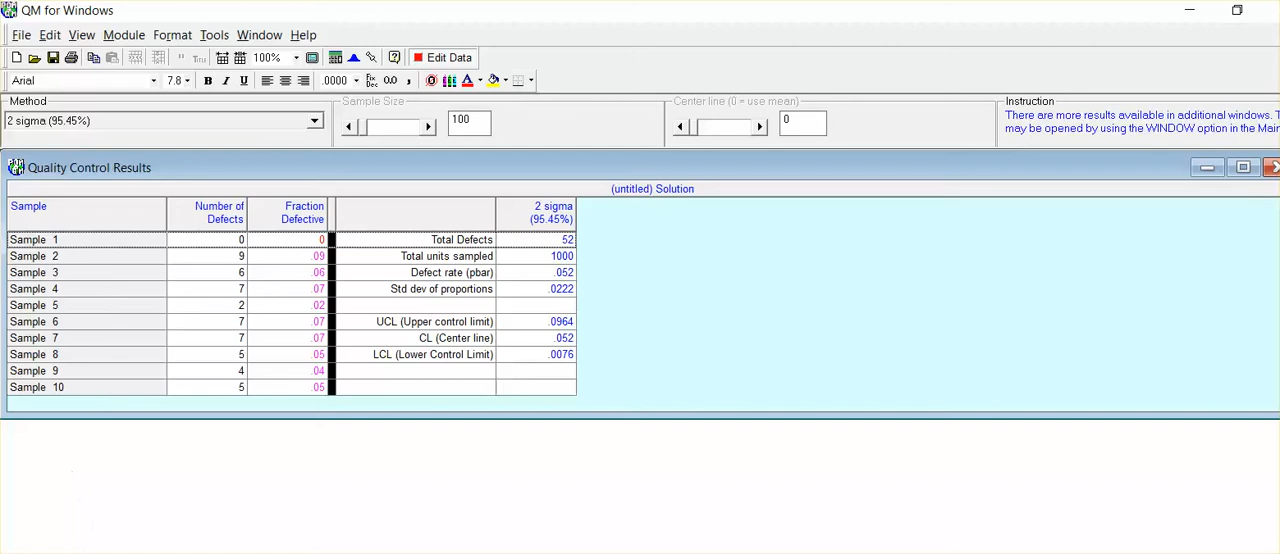 QM for Windows
File Edit View Module Format Tools Window Help
100% Edit Data
Arial 7.8 B I U .0000 Fix Dec 0.0 , A
Method Sample Size Center line (0 = use mean) Instruction
2 sigma (95.45%) 100 0 There are more results available in additional windows. T
may be opened by using the WINDOW option in the Main
Quality Control Results
(untitled) Solution
Sample Number of Defects Fraction Defective 2 sigma (95.45%)
Sample 1 0 0 Total Defects 52
Sample 2 9 .09 Total units sampled 1000
Sample 3 6 .06 Defect rate (pbar) .052
Sample 4 7 .07 Std dev of proportions .0222
Sample 5 2 .02
Sample 6 7 .07 UCL (Upper control limit) .0964
Sample 7 7 .07 CL (Center line) .052
Sample 8 5 .05 LCL (Lower Control Limit) .0076
Sample 9 4 .04
Sample 10 5 .05